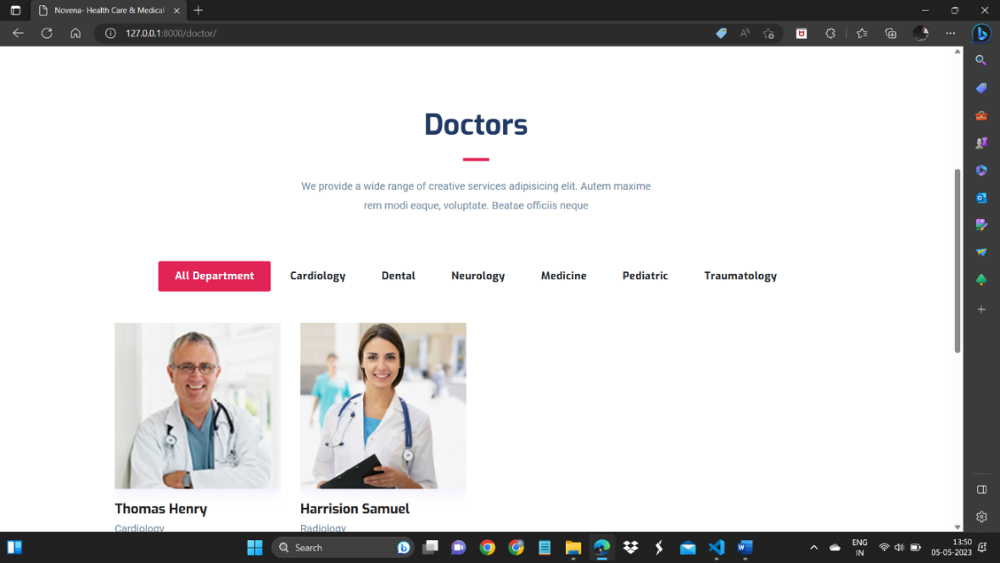 Novena- Health Care & Medical
127.0.0.1:8000/doctor/
Doctors
We provide a wide range of creative services adipisicing elit. Autem maxime
rem modi eaque, voluptate. Beatae officiis neque
All Department Cardiology Dental Neurology Medicine Pediatric Traumatology
Thomas Henry Harrision Samuel
Cardiology Radiology
Search
ENG
IN
13:50
05-05-2023